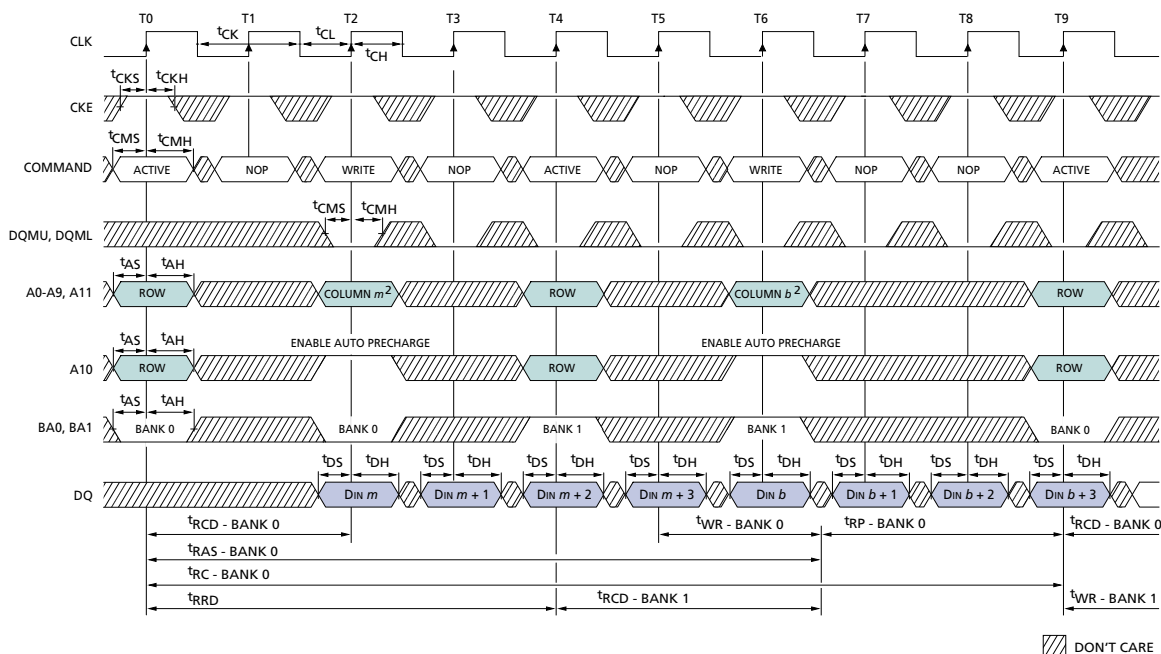 T0 T1 T2 T3 T4 T5 T6 T7 T8 T9
CLK
tCK tCL
tCH
tCKS tCKH
CKE
tCMS tCMH
COMMAND ACTIVE NOP WRITE NOP ACTIVE NOP WRITE NOP NOP ACTIVE
tCMS tCMH
DQMU, DQML
tAS tAH
A0-A9, A11 ROW COLUMN m2 ROW COLUMN b2 ROW
tAS tAH ENABLE AUTO PRECHARGE ENABLE AUTO PRECHARGE
A10 ROW ROW ROW
tAS tAH
BA0, BA1 BANK 0 BANK 0 BANK 1 BANK 1 BANK 0
tDS tDH tDS tDH tDS tDH tDS tDH tDS tDH tDS tDH tDS tDH tDS tDH
DQ DIN m DIN m + 1 DIN m + 2 DIN m + 3 DIN b DIN b + 1 DIN b + 2 DIN b + 3
tRCD - BANK 0 tWR - BANK 0 tRP - BANK 0 tRCD - BANK 0
tRAS - BANK 0
tRC - BANK 0
tRRD tRCD - BANK 1 tWR - BANK 1
DON'T CARE